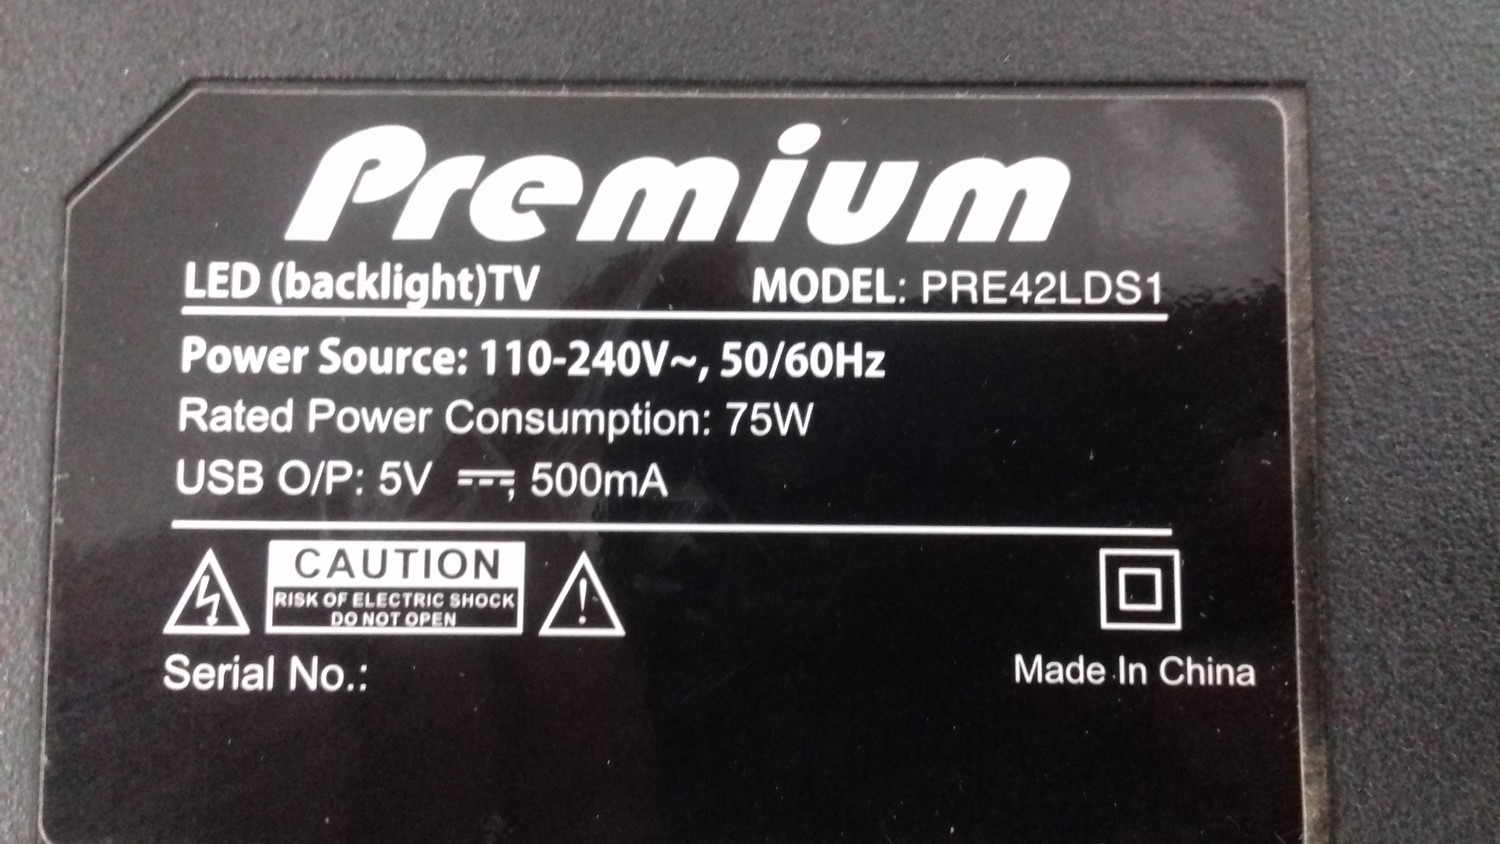 Premium
LED (backlight)TV MODEL: PRE42LDS1
Power Source: 110-240V~, 50/60Hz
Rated Power Consumption: 75W
USB O/P: 5V ⎓, 500mA
CAUTION
RISK OF ELECTRIC SHOCK
DO NOT OPEN
Serial No.:
Made In China